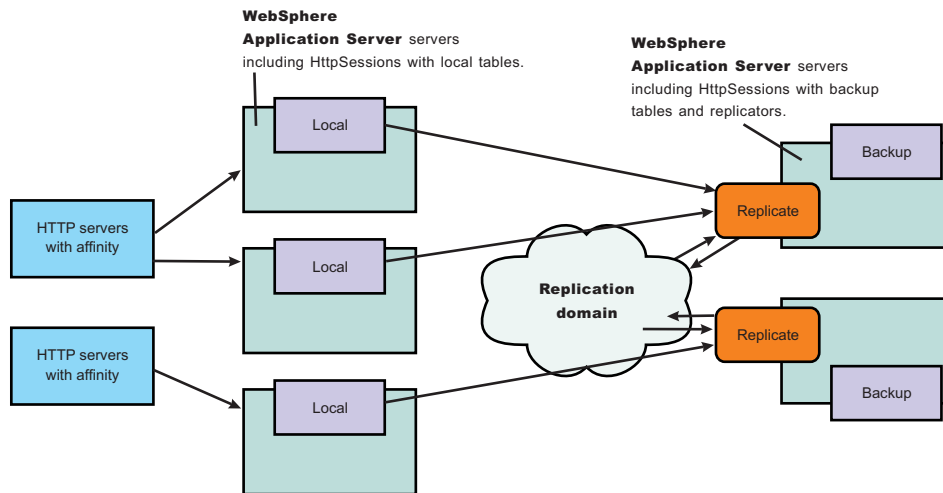 WebSphere
Application Server servers
including HttpSessions with local tables.
WebSphere
Application Server servers
including HttpSessions with backup
tables and replicators.
Local
Backup
Replicate
HTTP servers
with affinity
Local
Replication
domain
Replicate
HTTP servers
with affinity
Local
Backup